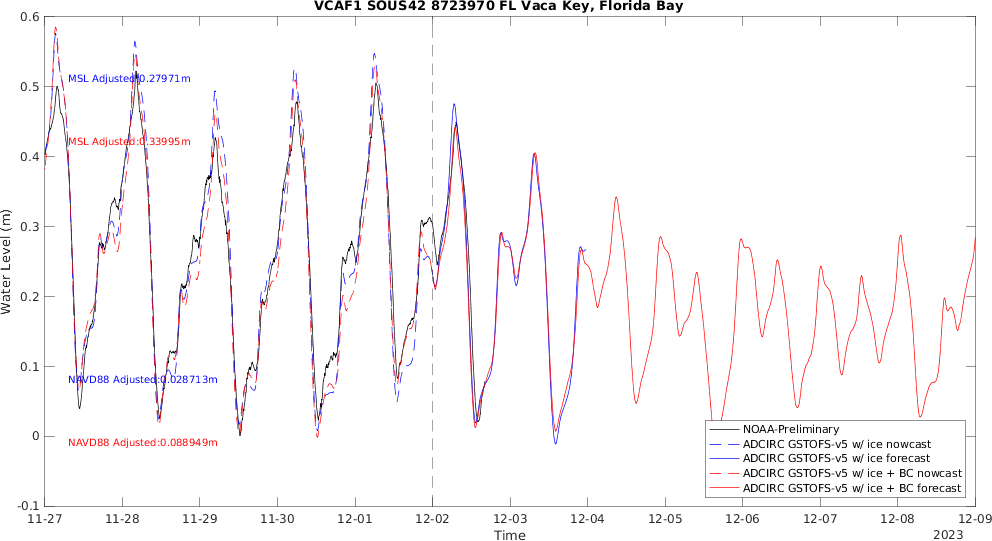 VCAF1 SOUS42 8723970 FL Vaca Key, Florida Bay
Water Level (m)
0.6
0.5
0.4
0.3
0.2
0.1
0
-0.1
MSL Adjusted:0.27971m
MSL Adjusted:0.33995m
NAVD88 Adjusted:0.028713m
NAVD88 Adjusted:0.088949m
NOAA-Preliminary
ADCIRC GSTOFS-v5 w/ ice nowcast
ADCIRC GSTOFS-v5 w/ ice forecast
ADCIRC GSTOFS-v5 w/ ice + BC nowcast
ADCIRC GSTOFS-v5 w/ ice + BC forecast
11-27 11-28 11-29 11-30 12-01 12-02 12-03 12-04 12-05 12-06 12-07 12-08 12-09
Time
2023